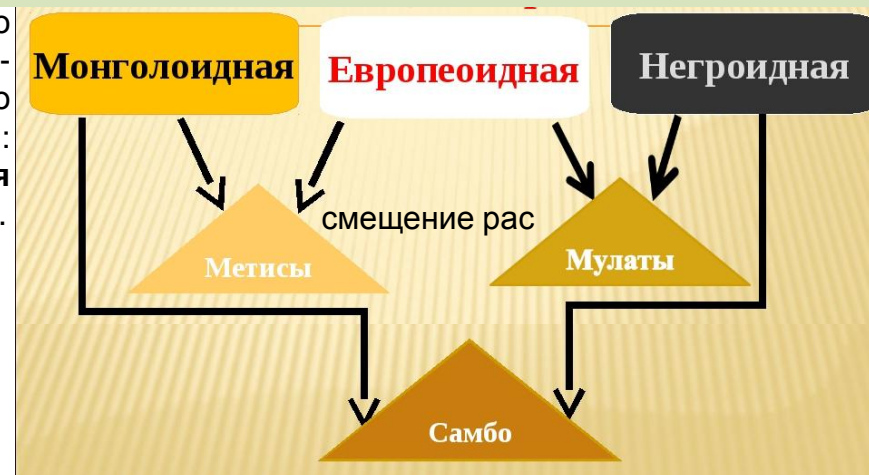 о
-
о
:
я
.
Монголоидная
Европеоидная
Негроидная
смещение рас
Метисы
Мулаты
Самбо